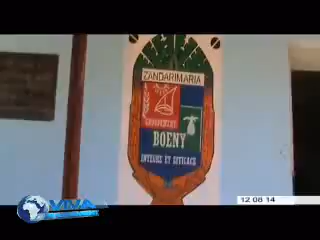 ZANDARIMARIA
GROUPEMENT
BOENY
INTEGRE ET EFFICACE
VIVA
12 08 14